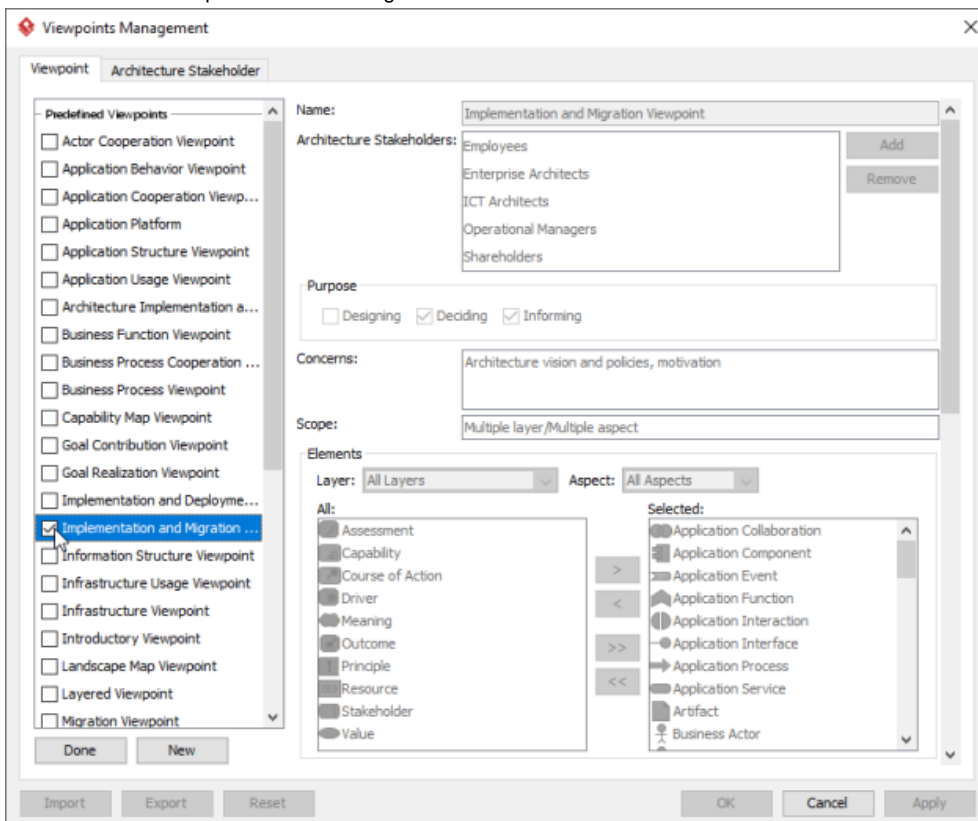 Viewpoints Management
Viewpoint
Architecture Stakeholder
Predefined Viewpoints
Actor Cooperation Viewpoint
Application Behavior Viewpoint
Application Cooperation Viewp...
Application Platform
Application Structure Viewpoint
Application Usage Viewpoint
Architecture Implementation a...
Business Function Viewpoint
Business Process Cooperation ...
Business Process Viewpoint
Capability Map Viewpoint
Goal Contribution Viewpoint
Goal Realization Viewpoint
Implementation and Deployme...
Implementation and Migration ...
Information Structure Viewpoint
Infrastructure Usage Viewpoint
Infrastructure Viewpoint
Introductory Viewpoint
Landscape Map Viewpoint
Layered Viewpoint
Migration Viewpoint
Done
New
Name:
Implementation and Migration Viewpoint
Architecture Stakeholders:
Employees
Enterprise Architects
ICT Architects
Operational Managers
Shareholders
Add
Remove
Purpose
Designing
Deciding
Informing
Concerns:
Architecture vision and policies, motivation
Scope:
Multiple layer/Multiple aspect
Elements
Layer:
All Layers
Aspect:
All Aspects
All:
Assessment
Capability
Course of Action
Driver
Meaning
Outcome
Principle
Resource
Stakeholder
Value
>
<
>>
<<
Selected:
Application Collaboration
Application Component
Application Event
Application Function
Application Interaction
Application Interface
Application Process
Application Service
Artifact
Business Actor
Import
Export
Reset
OK
Cancel
Apply